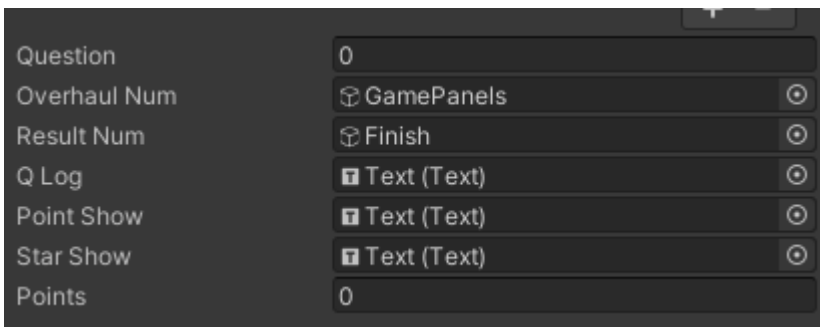 Question 0
Overhaul Num GamePanels
Result Num Finish
Q Log Text (Text)
Point Show Text (Text)
Star Show Text (Text)
Points 0